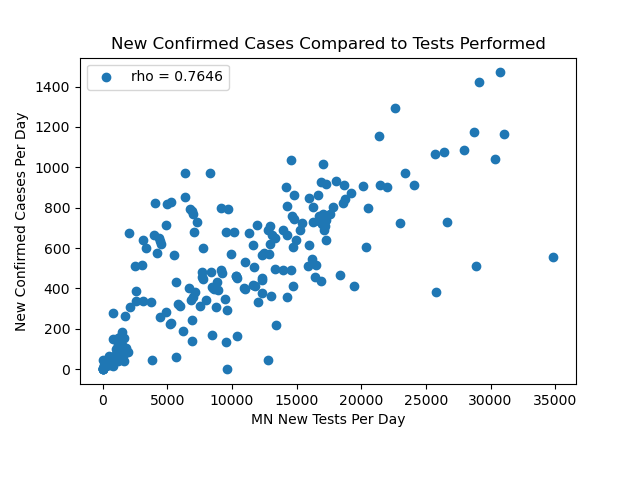 New Confirmed Cases Compared to Tests Performed
rho = 0.7646
New Confirmed Caeses Per Day
1400
1200
1000
800
600
400
200
0
0 5000 10000 15000 20000 25000 30000 35000
MN New Tests Per Day